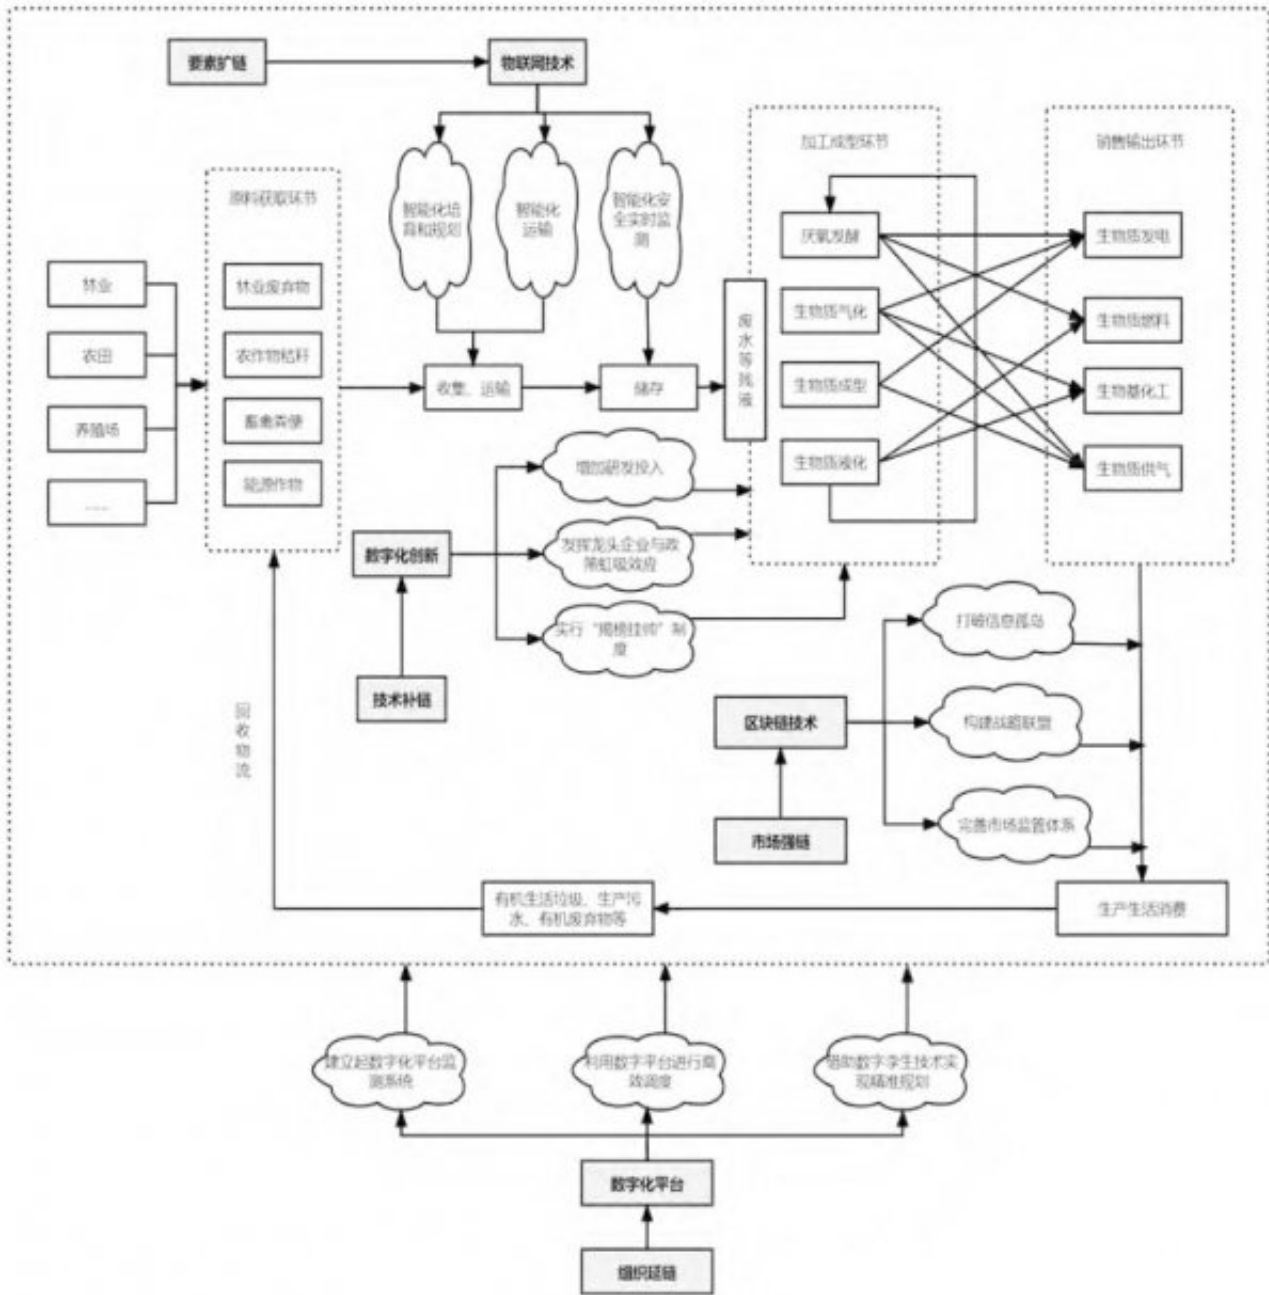 要素扩链
物联网技术
加工成型环节
销售输出环节
原料获取环节
智能化培
育和规划
智能化
运输
智能化安
全实时监
测
林业
农田
养殖场
......
林业废弃物
农作物秸秆
畜禽粪便
能源作物
收集、运输
储存
废水等残液
厌氧发酵
生物质气化
生物质成型
生物质液化
生物质发电
生物质燃料
生物基化工
生物质供气
增加研发投入
发挥龙头企业与政
策虹吸效应
实行“揭榜挂帅”制
度
数字化创新
技术补链
打破信息孤岛
构建战略联盟
完善市场监管体系
区块链技术
市场强链
回收物流
有机生活垃圾、生产污
水、有机废弃物等
生产生活消费
建立起数字化平台监
测系统
利用数字平台进行高
效调度
借助数字孪生技术实
现精准规划
数字化平台
组织延链